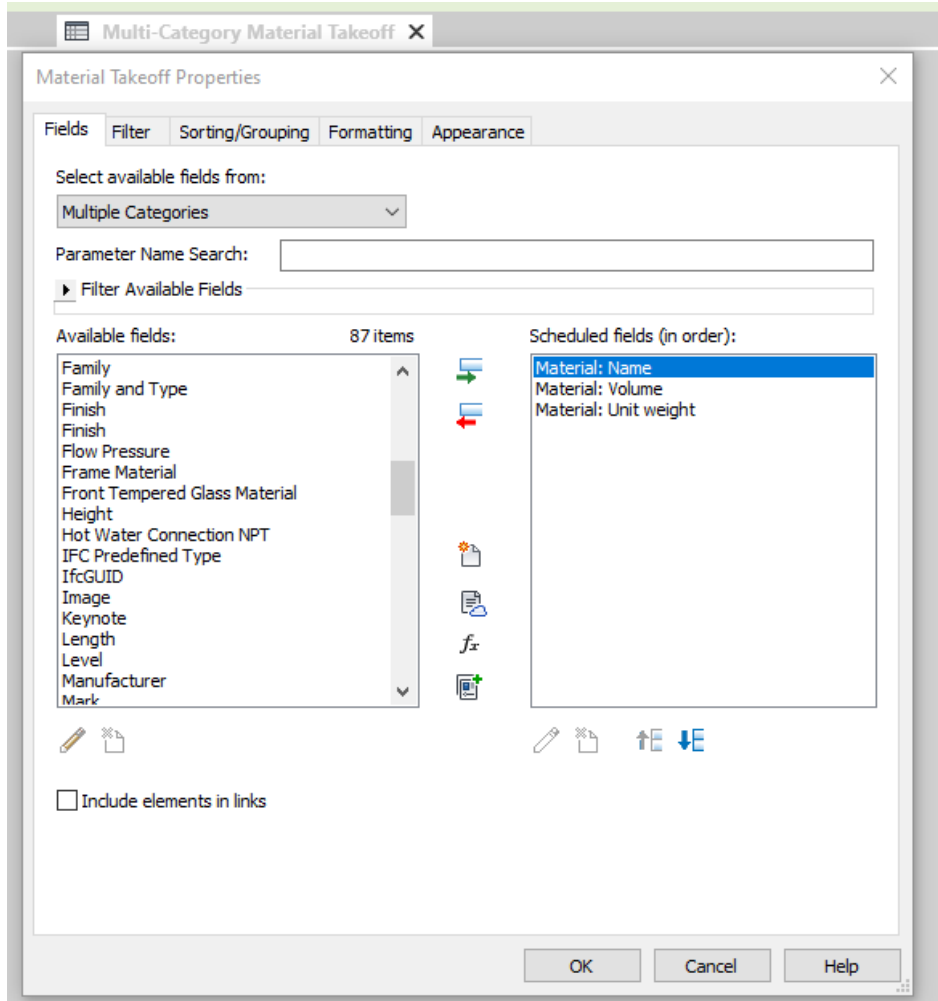 Multi-Category Material Takeoff
Material Takeoff Properties
Fields Filter Sorting/Grouping Formatting Appearance
Select available fields from:
Multiple Categories
Parameter Name Search:
Filter Available Fields
Available fields: 87 items
Family
Family and Type
Finish
Finish
Flow Pressure
Frame Material
Front Tempered Glass Material
Height
Hot Water Connection NPT
IFC Predefined Type
IfcGUID
Image
Keynote
Length
Level
Manufacturer
Mark
Scheduled fields (in order):
Material: Name
Material: Volume
Material: Unit weight
fx
Include elements in links
OK Cancel Help